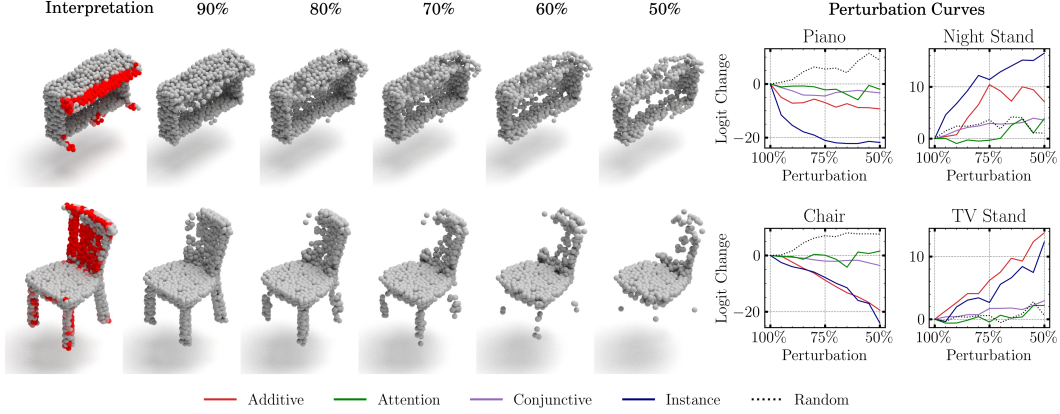 Interpretation 90% 80% 70% 60% 50% Perturbation Curves
Piano Night Stand
Logit Change
0
−20
10
0
100% 75% 50% 100% 75% 50%
Perturbation Perturbation
Chair TV Stand
Logit Change
0
−20
10
0
100% 75% 50% 100% 75% 50%
Perturbation Perturbation
Additive Attention Conjunctive Instance Random